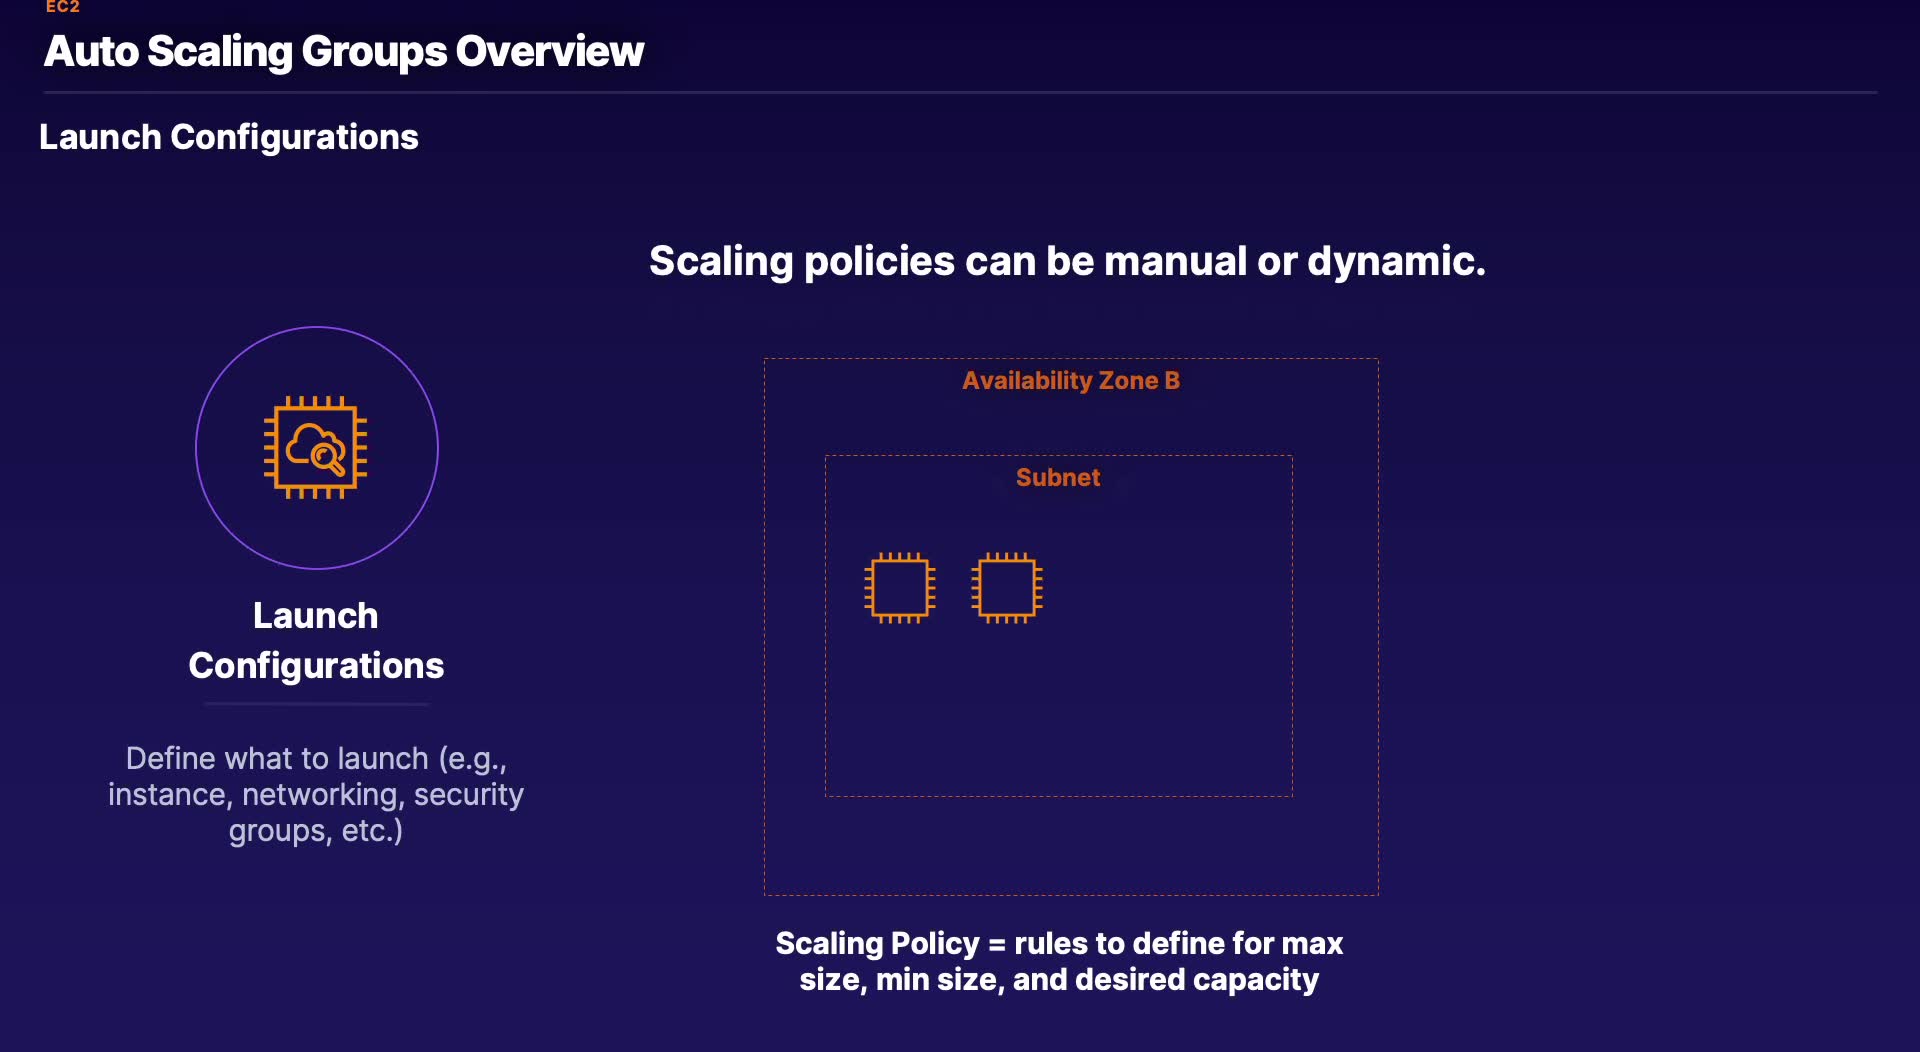 EC2
Auto Scaling Groups Overview
Launch Configurations
Scaling policies can be manual or dynamic.
Availability Zone B
Subnet
Launch
Configurations
Define what to launch (e.g.,
instance, networking, security
groups, etc.)
Scaling Policy = rules to define for max
size, min size, and desired capacity